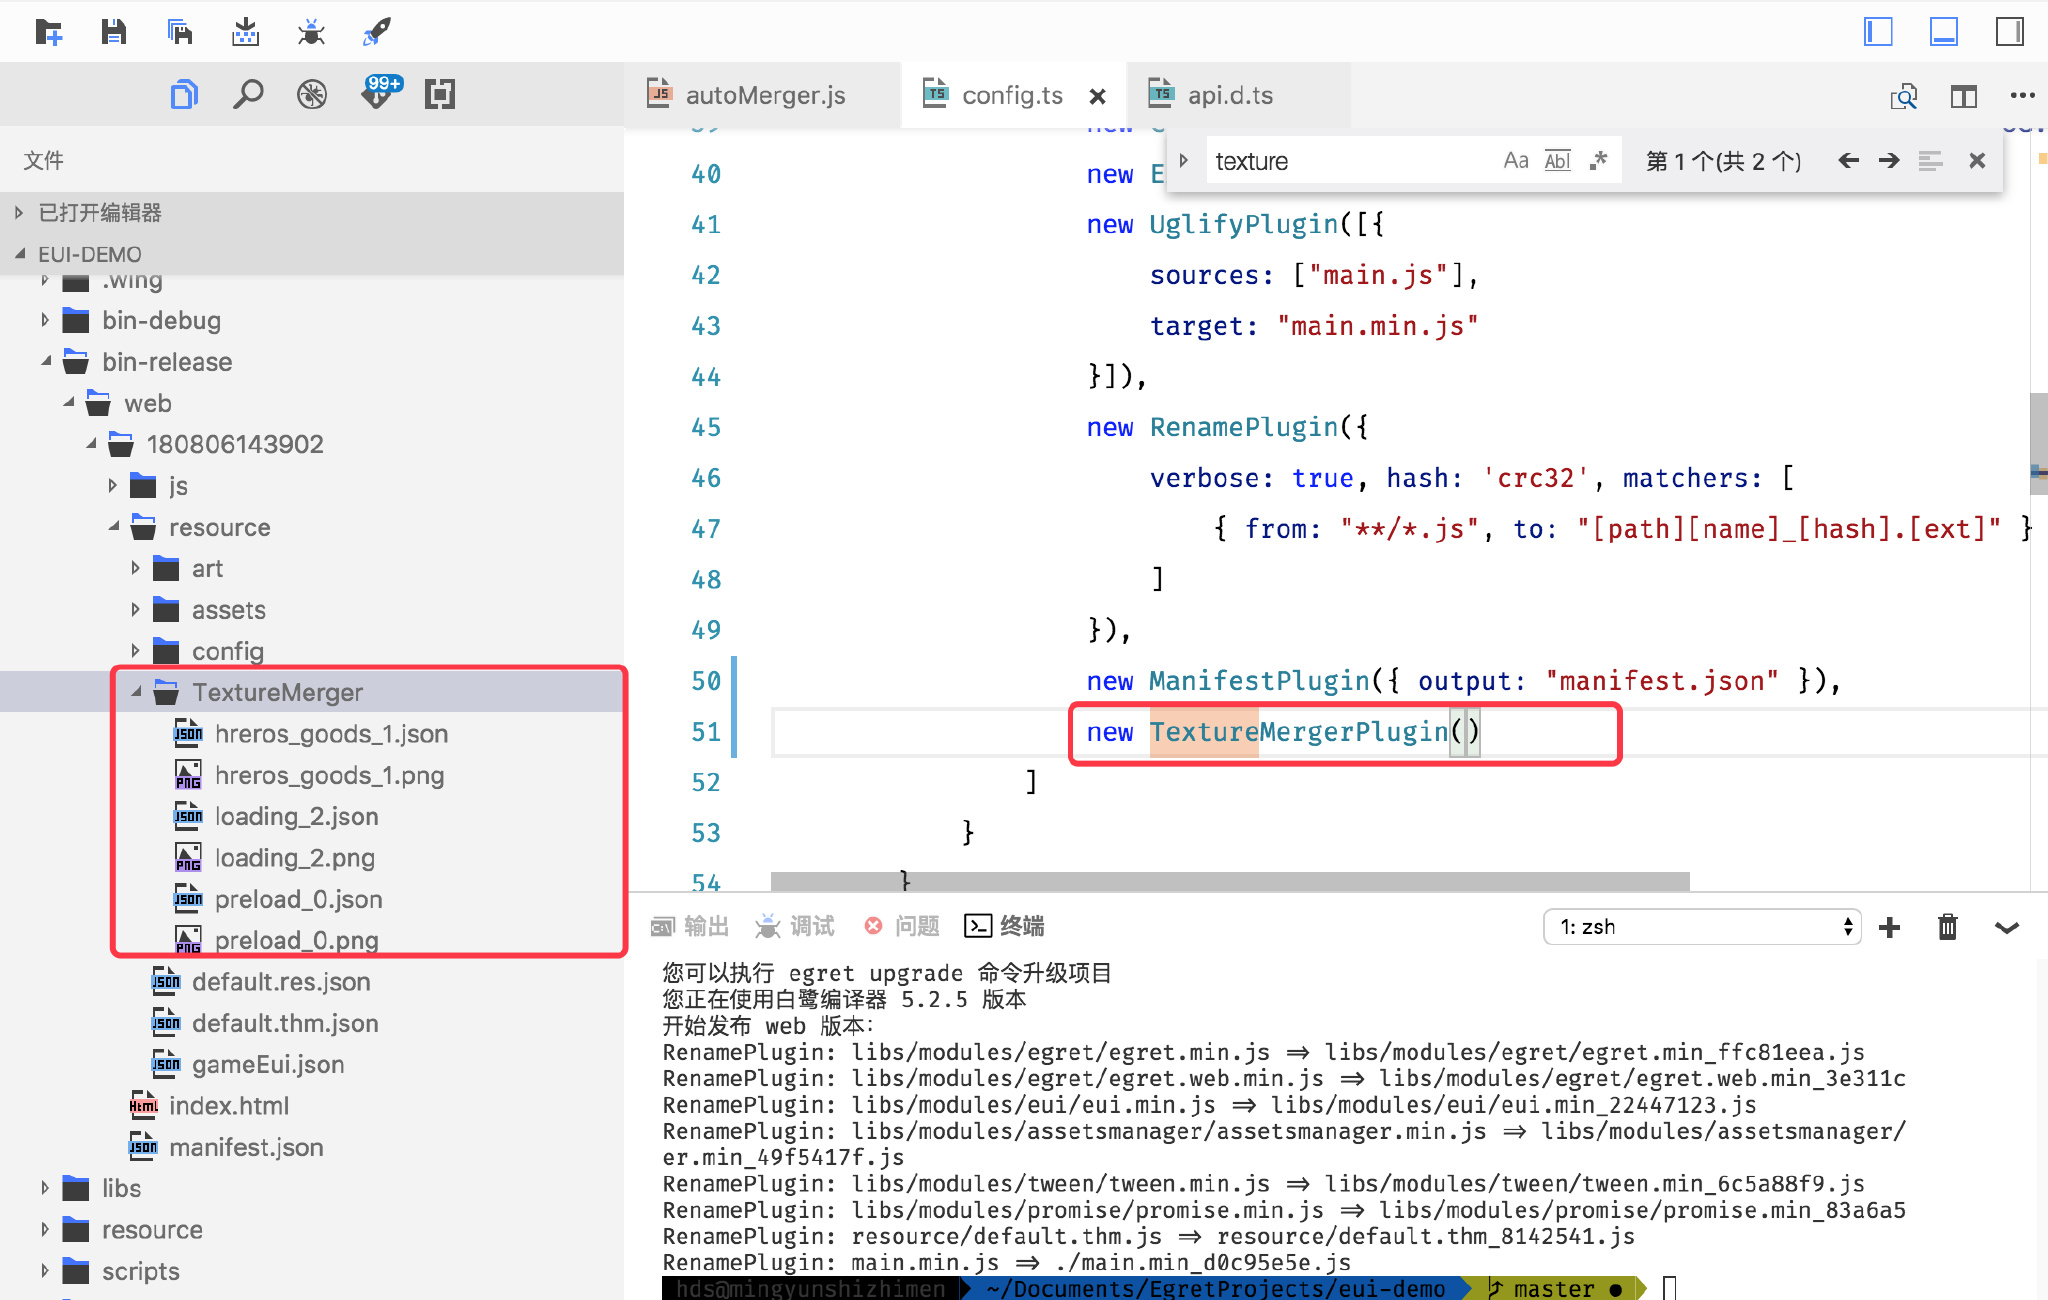 99+
autoMerger.js
config.ts
api.d.ts
文件
已打开编辑器
EUI-DEMO
.wing
bin-debug
bin-release
web
180806143902
js
resource
art
assets
config
TextureMerger
hreros_goods_1.json
hreros_goods_1.png
loading_2.json
loading_2.png
preload_0.json
preload_0.png
default.res.json
default.thm.json
gameEui.json
index.html
manifest.json
libs
resource
scripts
texture
Aa Abl .* 第 1 个(共 2 个)
39 new
40 new E
41 new UglifyPlugin([{
42 sources: ["main.js"],
43 target: "main.min.js"
44 }]),
45 new RenamePlugin({
46 verbose: true, hash: 'crc32', matchers: [
47 { from: "**/*.js", to: "[path][name]_[hash].[ext]" }
48 ]
49 }),
50 new ManifestPlugin({ output: "manifest.json" }),
51 new TextureMergerPlugin()
52 ]
53 }
54 }
输出 调试 问题 终端
1: zsh
您可以执行 egret upgrade 命令升级项目
您正在使用白鹭编译器 5.2.5 版本
开始发布 web 版本:
RenamePlugin: libs/modules/egret/egret.min.js => libs/modules/egret/egret.min_ffc81eea.js
RenamePlugin: libs/modules/egret/egret.web.min.js => libs/modules/egret/egret.web.min_3e311c
RenamePlugin: libs/modules/eui/eui.min.js => libs/modules/eui/eui.min_22447123.js
RenamePlugin: libs/modules/assetsmanager/assetsmanager.min.js => libs/modules/assetsmanager/
er.min_49f5417f.js
RenamePlugin: libs/modules/tween/tween.min.js => libs/modules/tween/tween.min_6c5a88f9.js
RenamePlugin: libs/modules/promise/promise.min.js => libs/modules/promise/promise.min_83a6a5
RenamePlugin: resource/default.thm.js => resource/default.thm_8142541.js
RenamePlugin: main.min.js => ./main.min_d0c95e5e.js
hds@mingyunshizhimen ~/Documents/EgretProjects/eui-demo master ●